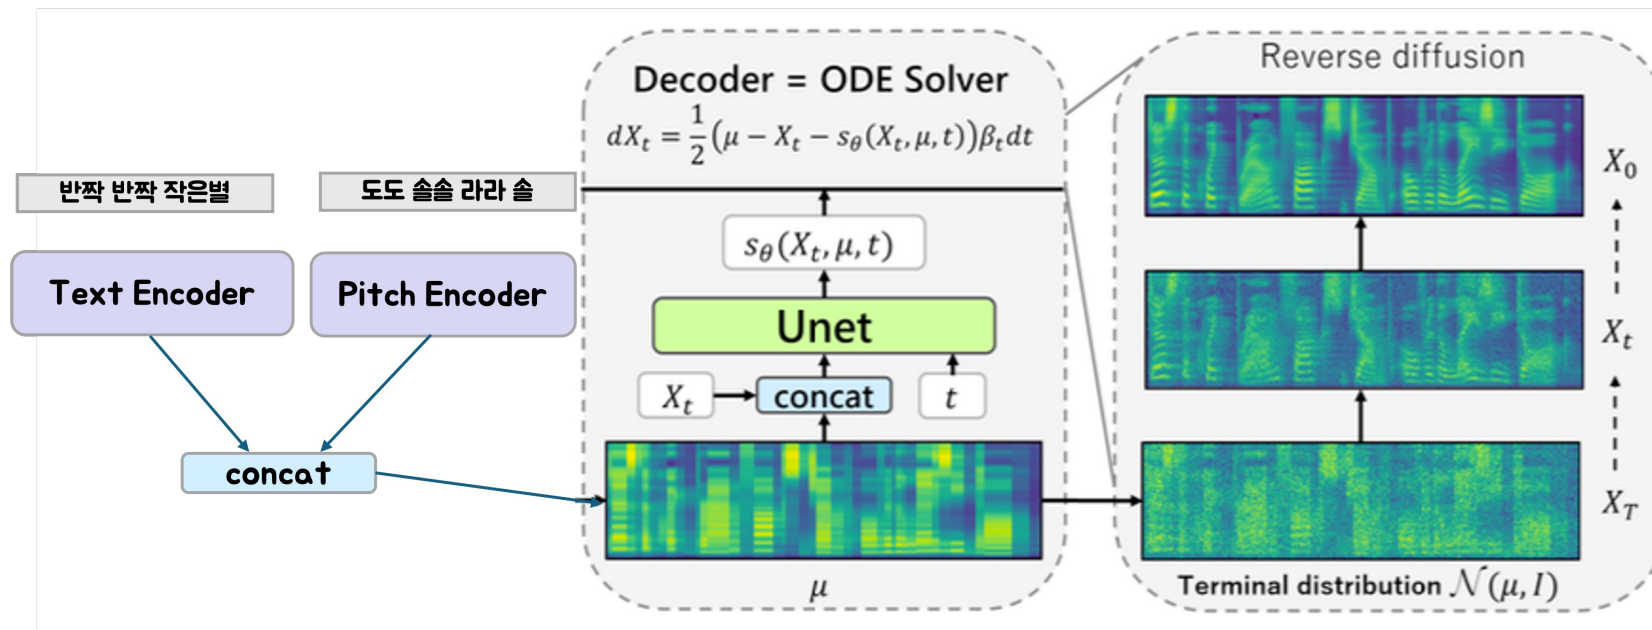 반짝 반짝 작은별
도도 솔솔 라라 솔
Text Encoder
Pitch Encoder
concat
Decoder = ODE Solver
dX_t = \frac{1}{2}(μ − X_t − s_θ(X_t, μ, t))β_t dt
s_θ(X_t, μ, t)
Unet
X_t
concat
t
μ
Reverse diffusion
X_0
X_t
X_T
Terminal distribution 𝒩(μ, I)